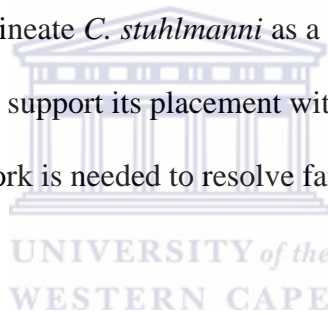 lineate C. stuhlmanni as a
support its placement wit
ork is needed to resolve fa
UNIVERSITY of the
WESTERN CAPE